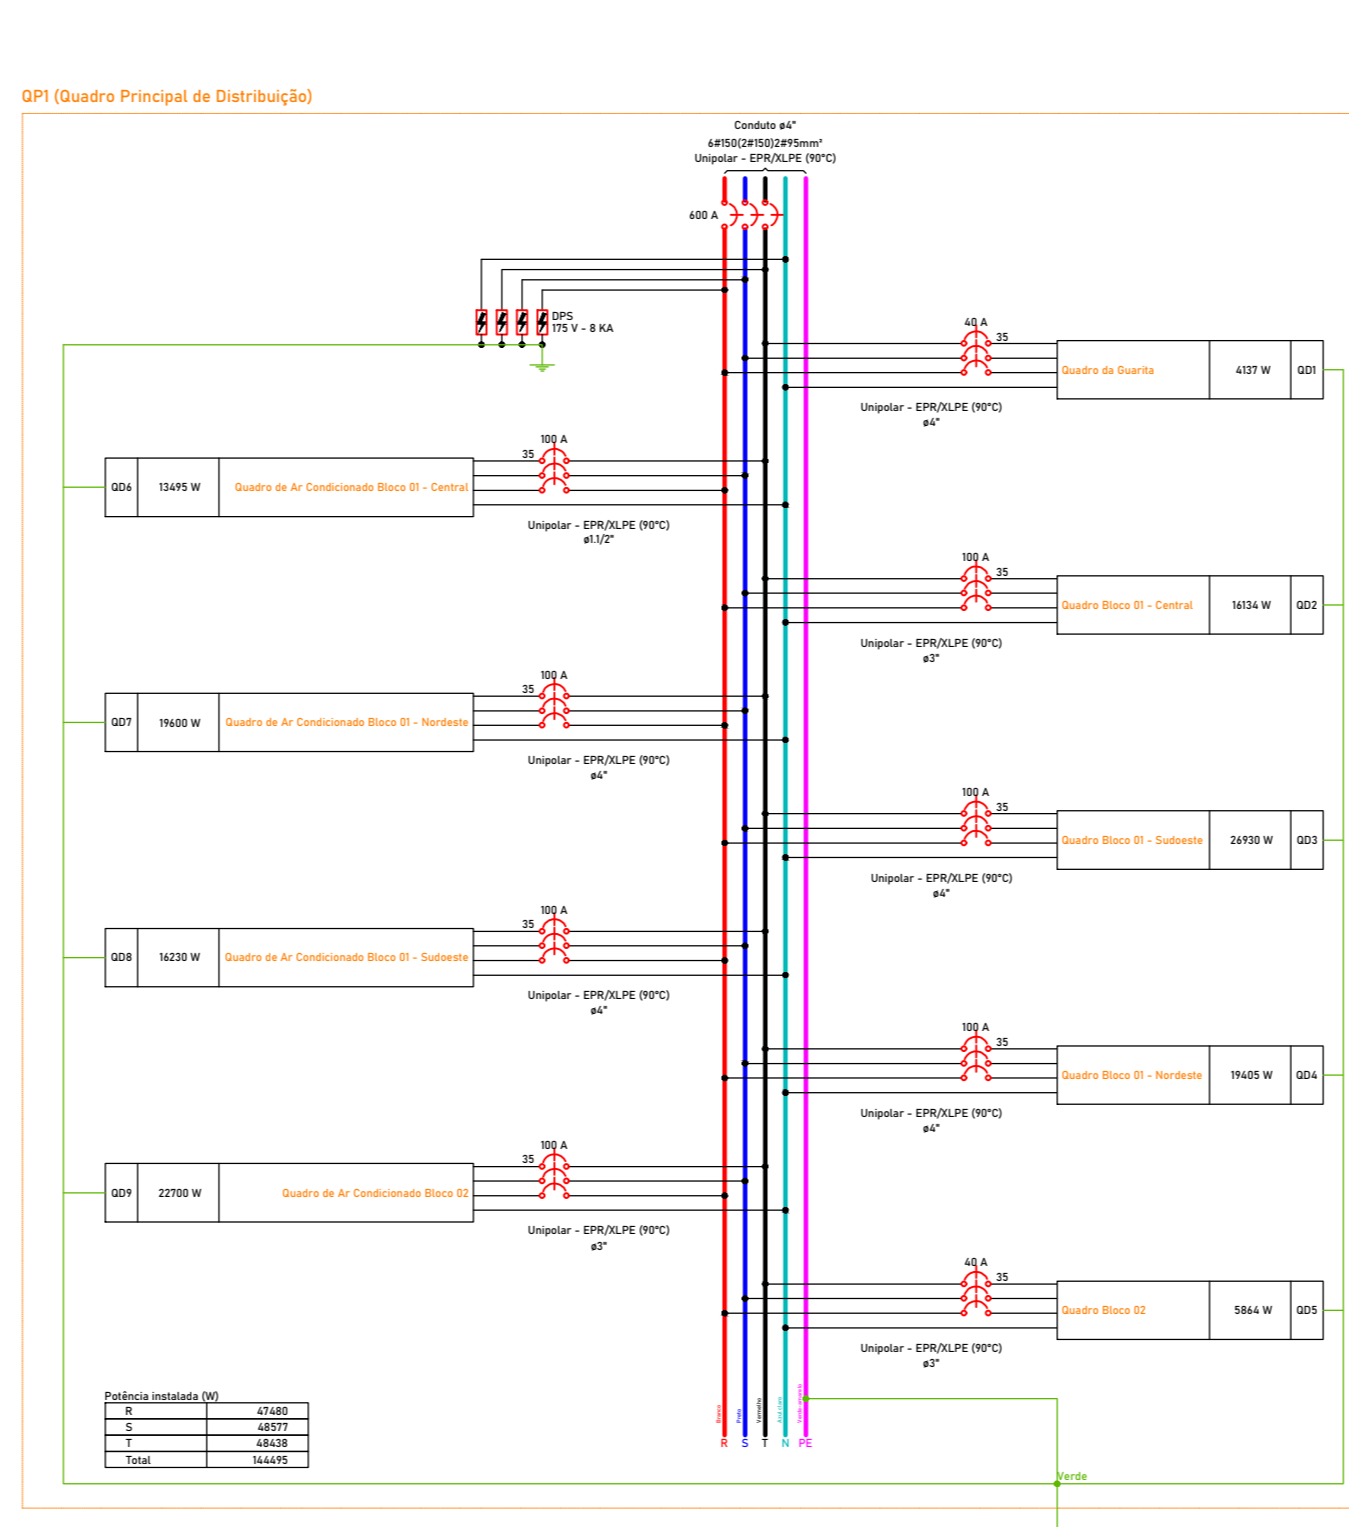 QP1 (Quadro Principal de Distribuição)
Conduto ø4"
6#150(2#150)2#95mm²
Unipolar - EPR/XLPE (90°C)
600 A
DPS
175 V - 8 KA
40 A
35
Quadro da Guarita
4137 W
QD1
Unipolar - EPR/XLPE (90°C)
ø4"
100 A
35
QD6
13495 W
Quadro de Ar Condicionado Bloco 01 - Central
Unipolar - EPR/XLPE (90°C)
ø1.1/2"
100 A
35
Quadro Bloco 01 - Central
16134 W
QD2
Unipolar - EPR/XLPE (90°C)
ø3"
100 A
35
QD7
19600 W
Quadro de Ar Condicionado Bloco 01 - Nordeste
Unipolar - EPR/XLPE (90°C)
ø4"
100 A
35
Quadro Bloco 01 - Sudoeste
26930 W
QD3
Unipolar - EPR/XLPE (90°C)
ø4"
100 A
35
QD8
16230 W
Quadro de Ar Condicionado Bloco 01 - Sudoeste
Unipolar - EPR/XLPE (90°C)
ø4"
100 A
35
Quadro Bloco 01 - Nordeste
19405 W
QD4
Unipolar - EPR/XLPE (90°C)
ø4"
100 A
35
QD9
22700 W
Quadro de Ar Condicionado Bloco 02
Unipolar - EPR/XLPE (90°C)
ø3"
40 A
35
Quadro Bloco 02
5864 W
QD5
Unipolar - EPR/XLPE (90°C)
ø3"
Potência instalada (W)
R 47480
S 48577
T 48438
Total 144495
Branco
Preto
Vermelho
Azul claro
Verde-amarelo
R S T N PE
Verde